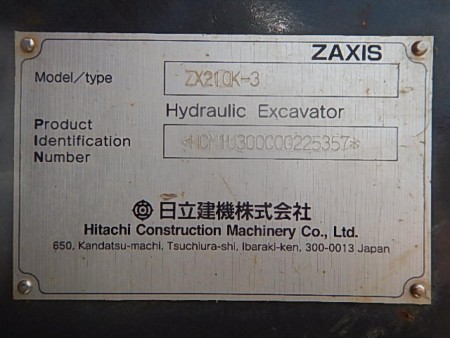 ZAXIS
Model/type ZX210K-3
Hydraulic Excavator
Product
Identification <HCM1U300C00225357*
Number
日立建機株式会社
Hitachi Construction Machinery Co., Ltd.
650, Kandatsu-machi, Tsuchiura-shi, Ibaraki-ken, 300-0013 Japan